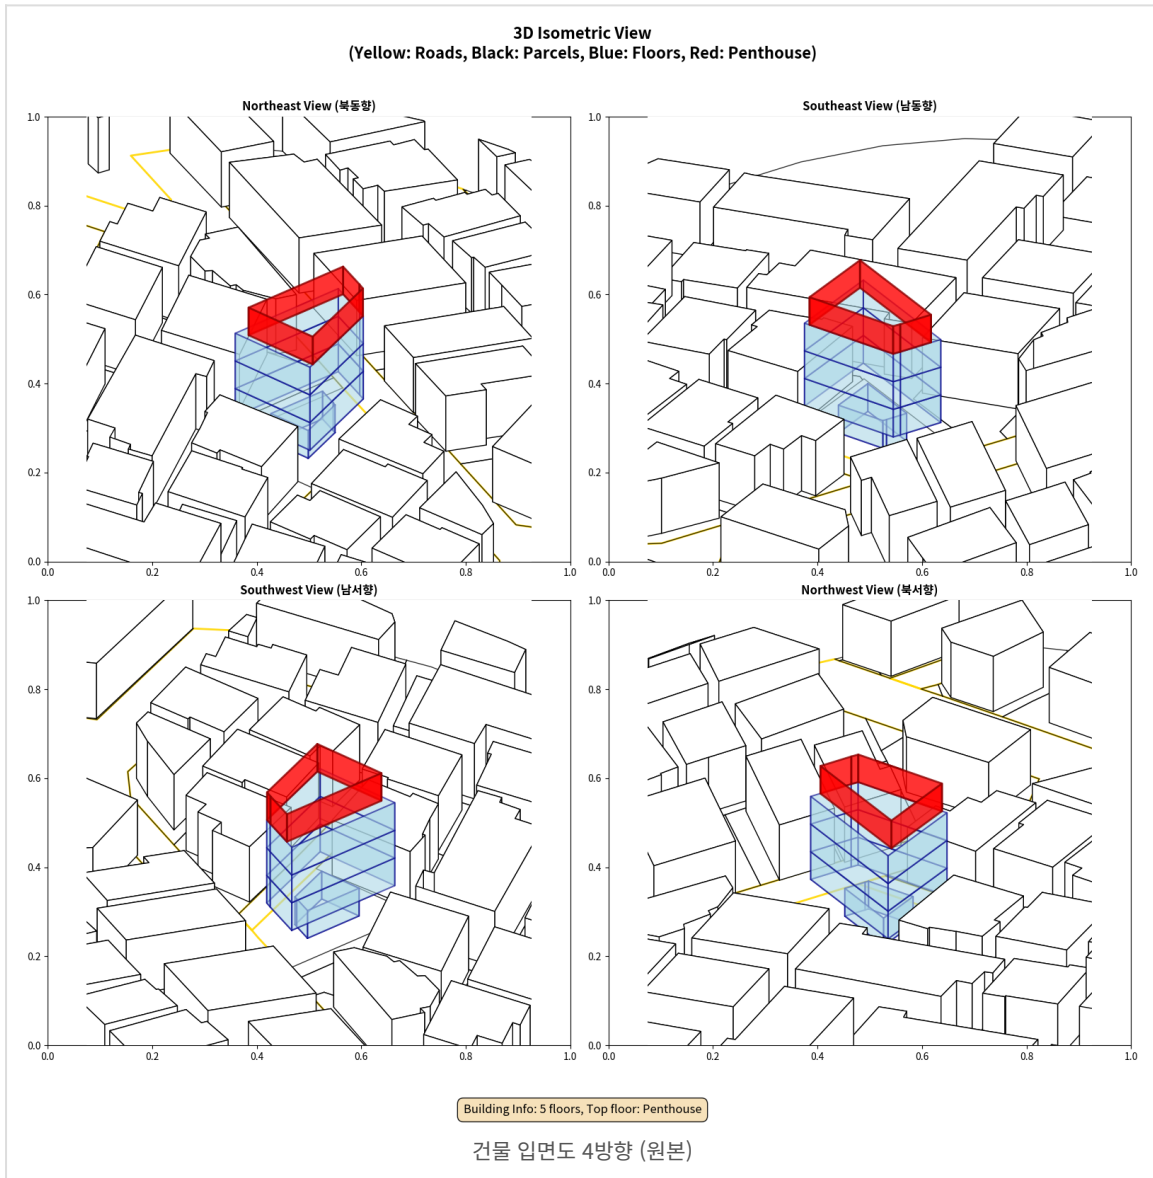 3D Isometric View
(Yellow: Roads, Black: Parcels, Blue: Floors, Red: Penthouse)
Northeast View (북동향)
1.0
0.8
0.6
0.4
0.2
0.0
0.0 0.2 0.4 0.6 0.8 1.0
Southeast View (남동향)
1.0
0.8
0.6
0.4
0.2
0.0
0.0 0.2 0.4 0.6 0.8 1.0
Southwest View (남서향)
1.0
0.8
0.6
0.4
0.2
0.0
0.0 0.2 0.4 0.6 0.8 1.0
Northwest View (북서향)
1.0
0.8
0.6
0.4
0.2
0.0
0.0 0.2 0.4 0.6 0.8 1.0
Building Info: 5 floors, Top floor: Penthouse
건물 입면도 4방향 (원본)